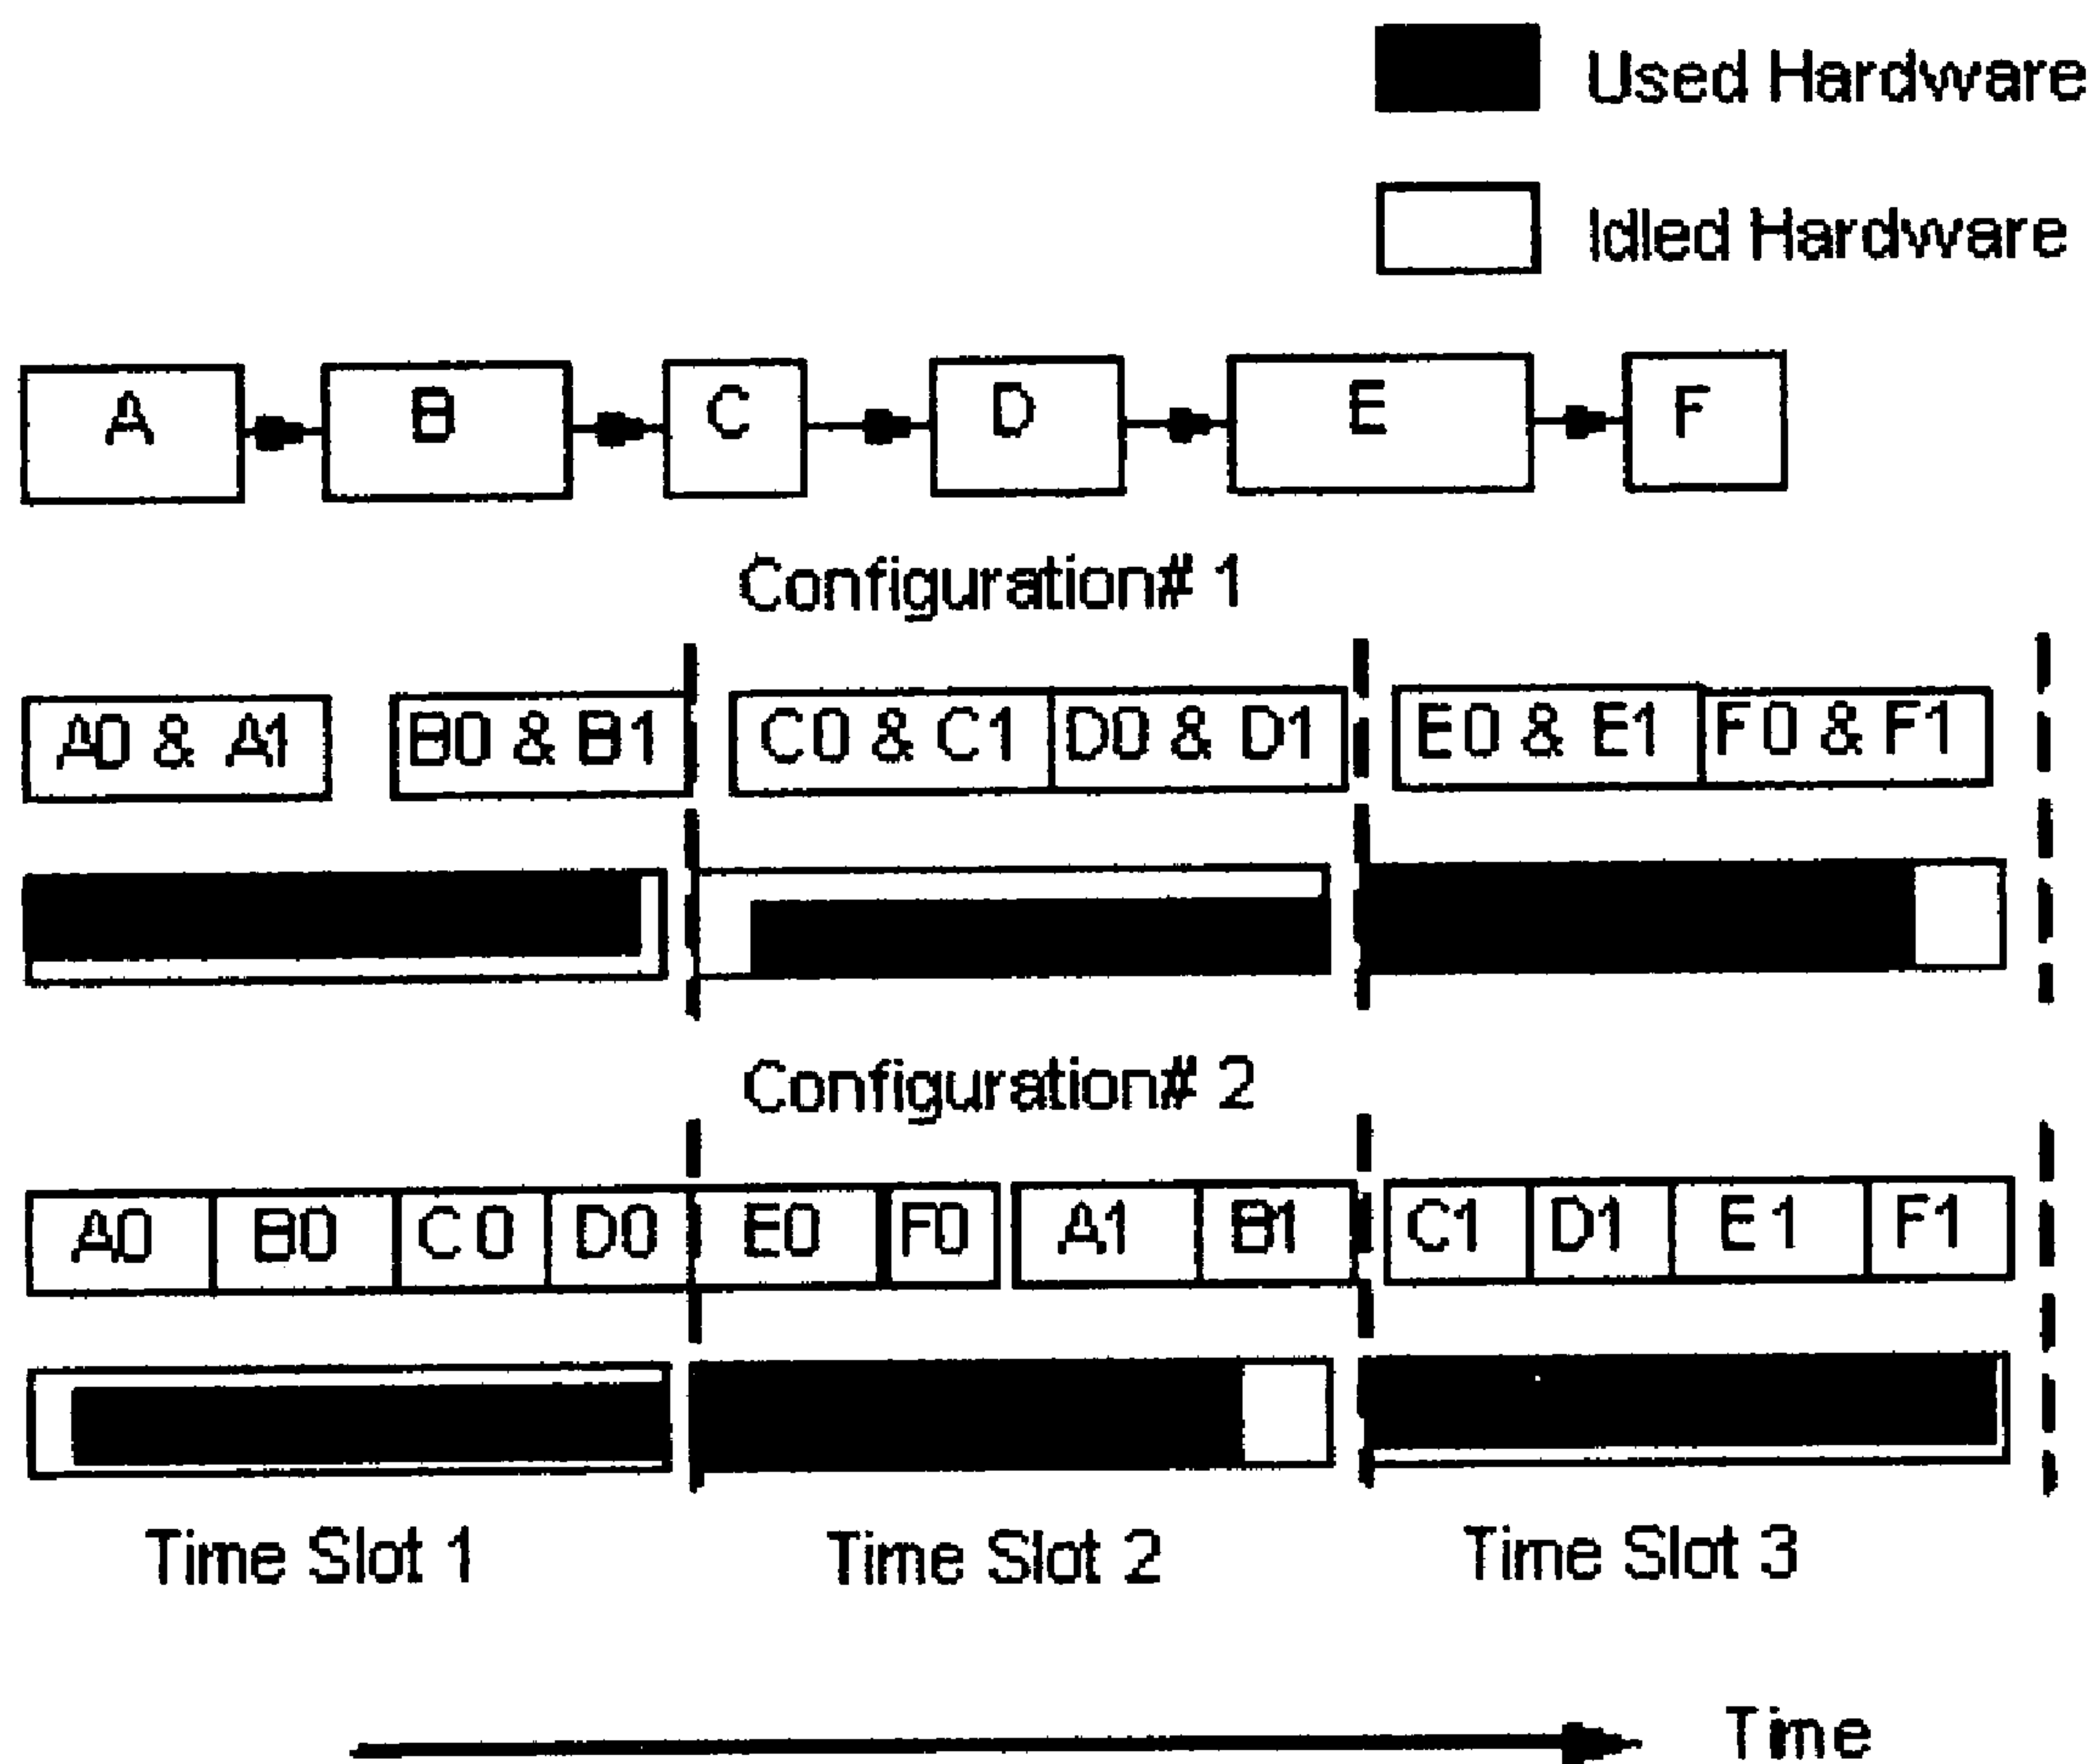 Used Hardware
Idled Hardware
A B C D E F
Configuration# 1
A0 & A1 B0 & B1 C0 & C1 D0 & D1 E0 & E1 F0 & F1
Configuration# 2
A0 B0 C0 D0 E0 F0 A1 B1 C1 D1 E1 F1
Time Slot 1 Time Slot 2 Time Slot 3
Time